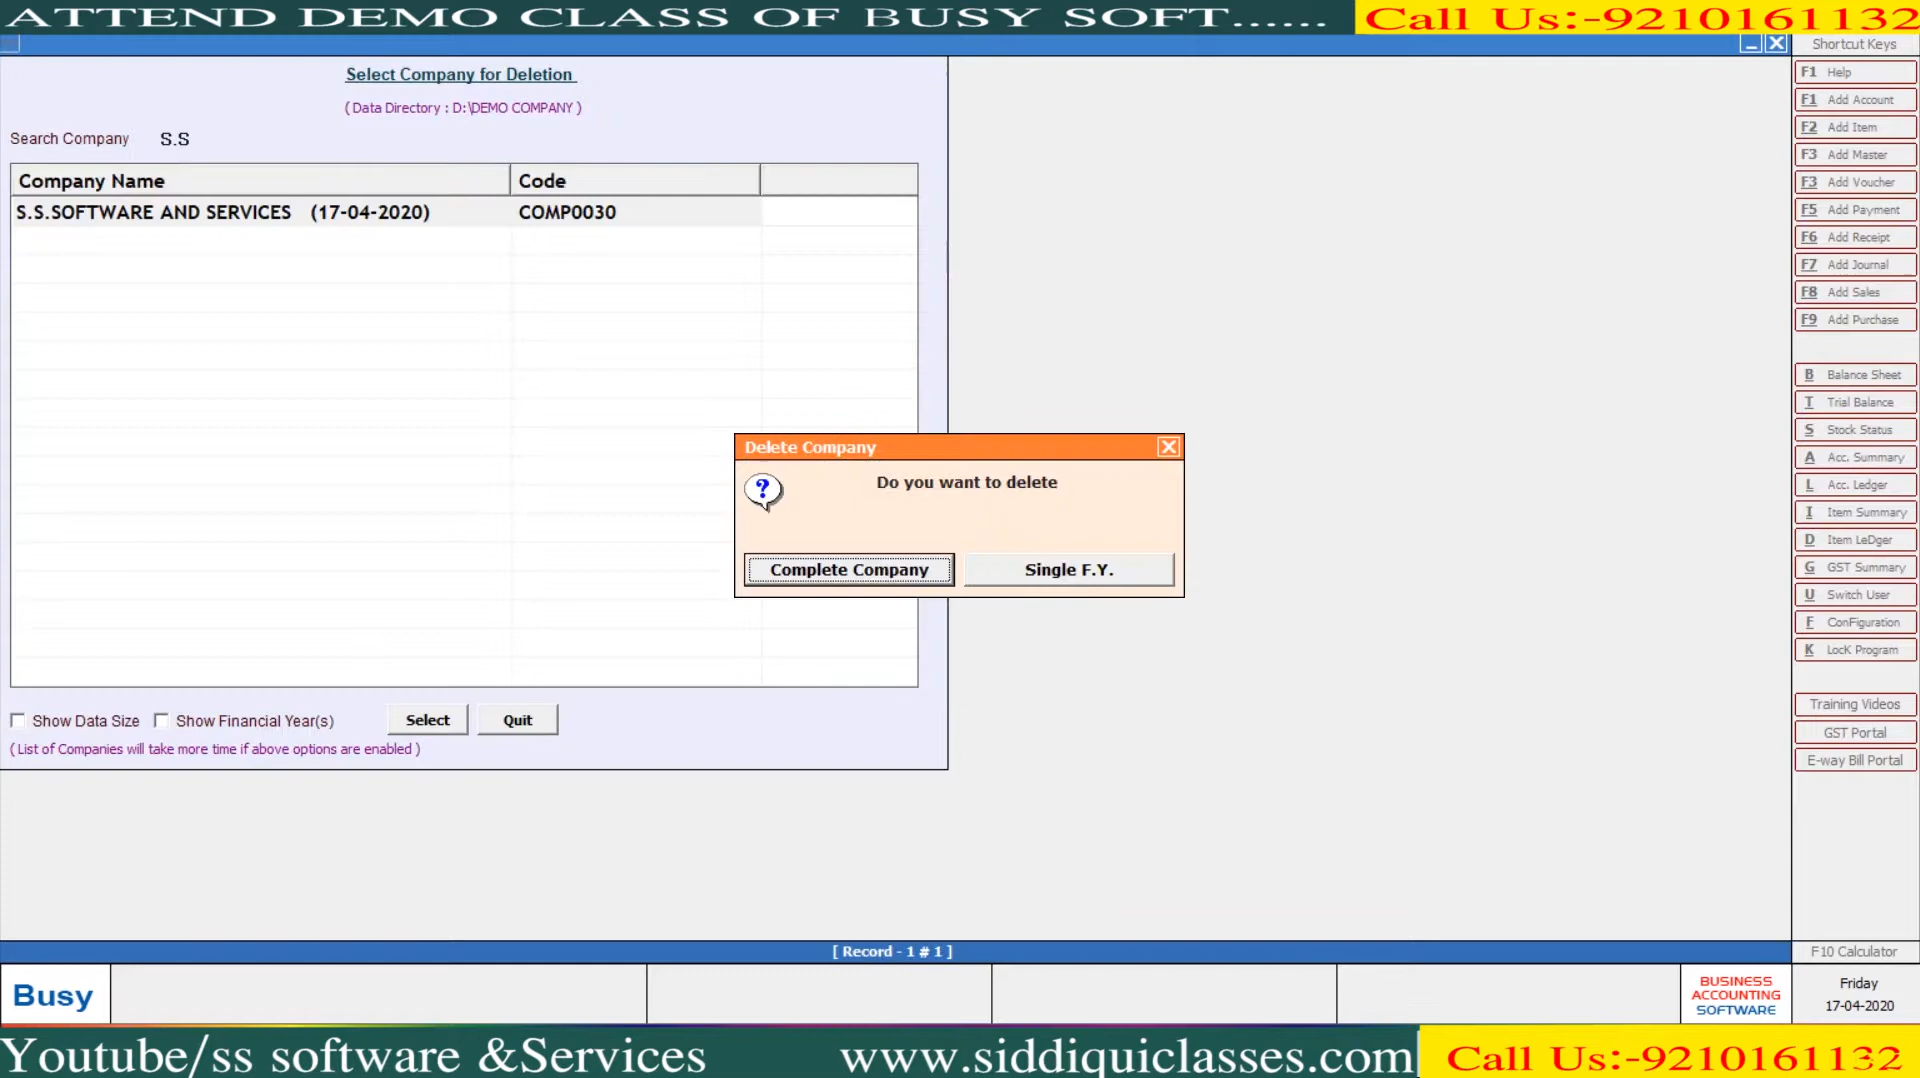 ATTEND DEMO CLASS OF BUSY SOFT......
Call Us:-9210161132
Shortcut Keys
Select Company for Deletion
( Data Directory : D:\DEMO COMPANY )
Search Company S.S
Company Name Code
S.S.SOFTWARE AND SERVICES (17-04-2020) COMP0030
Delete Company
Do you want to delete
Complete Company Single F.Y.
Show Data Size Show Financial Year(s) Select Quit
( List of Companies will take more time if above options are enabled )
F1 Help
F1 Add Account
F2 Add Item
F3 Add Master
F3 Add Voucher
F5 Add Payment
F6 Add Receipt
F7 Add Journal
F8 Add Sales
F9 Add Purchase
B Balance Sheet
T Trial Balance
S Stock Status
A Acc. Summary
L Acc. Ledger
I Item Summary
D Item LeDger
G GST Summary
U Switch User
F ConFiguration
K LocK Program
Training Videos
GST Portal
E-way Bill Portal
[ Record - 1 # 1 ]
F10 Calculator
Busy
BUSINESS
ACCOUNTING
SOFTWARE
Friday
17-04-2020
Youtube/ss software &Services www.siddiquiclasses.com
Call Us:-9210161132